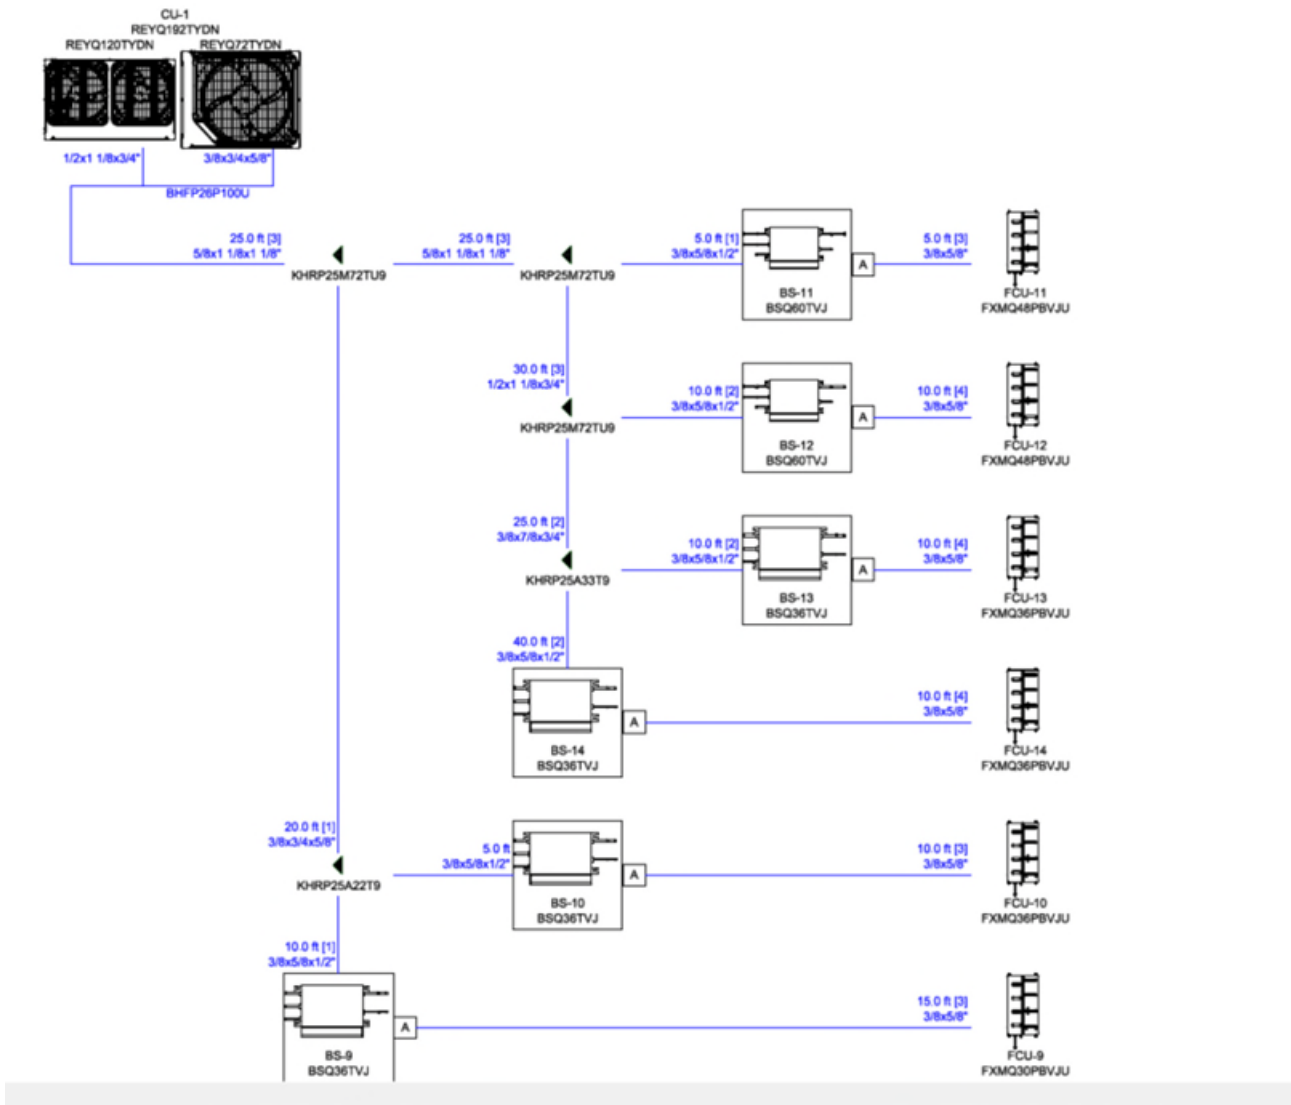 CU-1
REYQ192TYDN
REYQ120TYDN
REYQ72TYDN
1/2x1 1/8x3/4"
3/8x3/4x5/8"
BHFP26P100U
25.0 ft [3]
5/8x1 1/8x1 1/8"
KHRP25M72TU9
25.0 ft [3]
5/8x1 1/8x1 1/8"
KHRP25M72TU9
5.0 ft [1]
3/8x5/8x1/2"
BS-11
BSQ60TVJ
A
5.0 ft [3]
3/8x5/8"
FCU-11
FXMQ48PBVJU
30.0 ft [3]
1/2x1 1/8x3/4"
KHRP25M72TU9
10.0 ft [2]
3/8x5/8x1/2"
BS-12
BSQ60TVJ
A
10.0 ft [4]
3/8x5/8"
FCU-12
FXMQ48PBVJU
25.0 ft [2]
3/8x7/8x3/4"
KHRP25A33T9
10.0 ft [2]
3/8x5/8x1/2"
BS-13
BSQ36TVJ
A
10.0 ft [4]
3/8x5/8"
FCU-13
FXMQ36PBVJU
40.0 ft [2]
3/8x5/8x1/2"
BS-14
BSQ36TVJ
A
10.0 ft [4]
3/8x5/8"
FCU-14
FXMQ36PBVJU
20.0 ft [1]
3/8x3/4x5/8"
KHRP25A22T9
5.0 ft
3/8x5/8x1/2"
BS-10
BSQ36TVJ
A
10.0 ft [3]
3/8x5/8"
FCU-10
FXMQ36PBVJU
10.0 ft [1]
3/8x5/8x1/2"
BS-9
BSQ36TVJ
A
15.0 ft [3]
3/8x5/8"
FCU-9
FXMQ30PBVJU